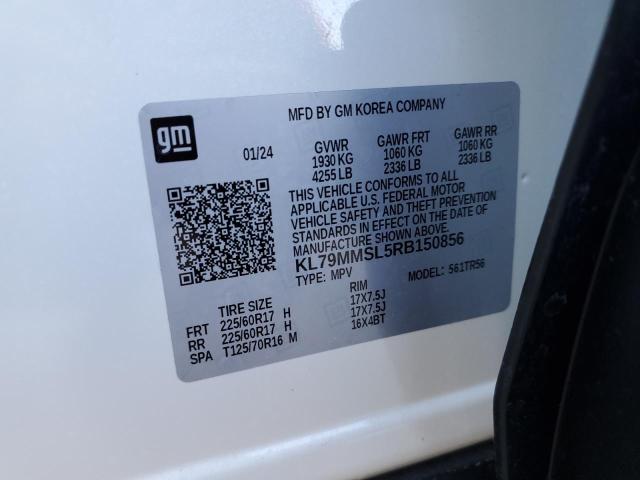 MFD BY GM KOREA COMPANY
gm
01/24
GVWR GAWR FRT GAWR RR
1930 KG 1060 KG 1060 KG
4255 LB 2336 LB 2336 LB
THIS VEHICLE CONFORMS TO ALL
APPLICABLE U.S. FEDERAL MOTOR
VEHICLE SAFETY AND THEFT PREVENTION
STANDARDS IN EFFECT ON THE DATE OF
MANUFACTURE SHOWN ABOVE.
KL79MMSL5RB150856
TYPE: MPV MODEL: 561TR56
TIRE SIZE RIM
FRT 225/60R17 H 17X7.5J
RR 225/60R17 H 17X7.5J
SPA T125/70R16 M 16X4BT